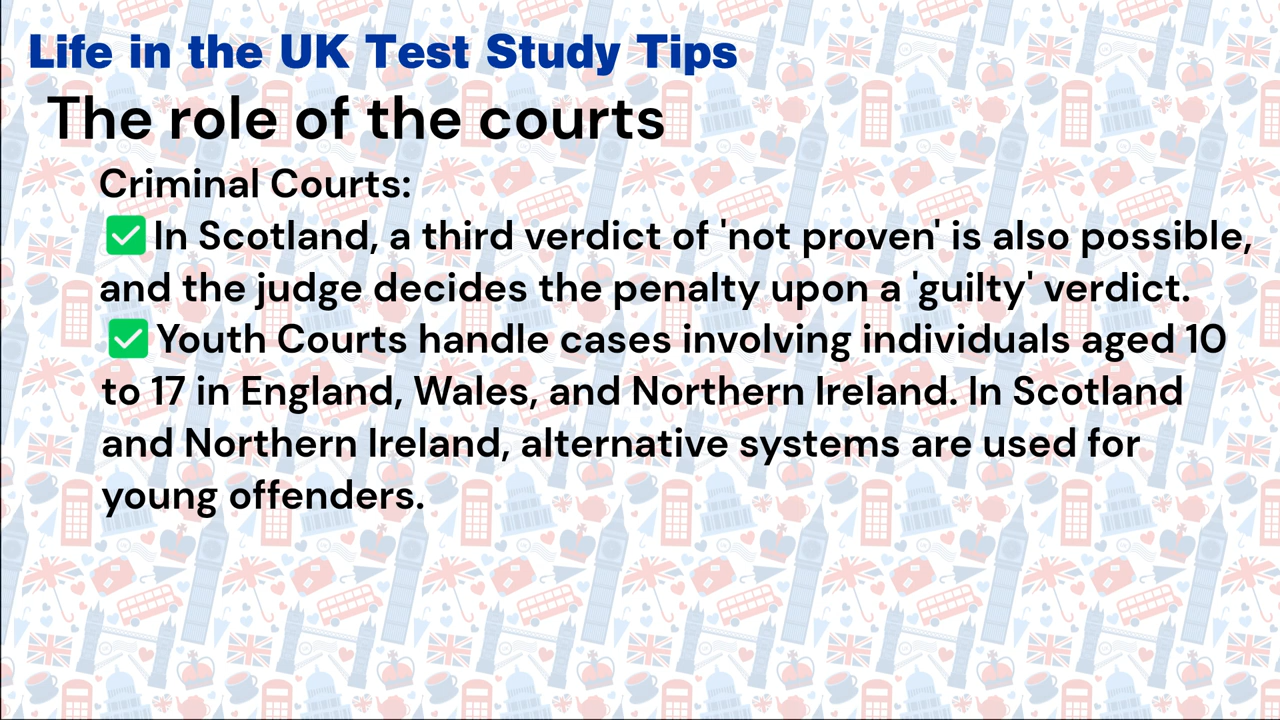 Life in the UK Test Study Tips
The role of the courts
Criminal Courts:
✅ In Scotland, a third verdict of 'not proven' is also possible,
and the judge decides the penalty upon a 'guilty' verdict.
✅ Youth Courts handle cases involving individuals aged 10
to 17 in England, Wales, and Northern Ireland. In Scotland
and Northern Ireland, alternative systems are used for
young offenders.